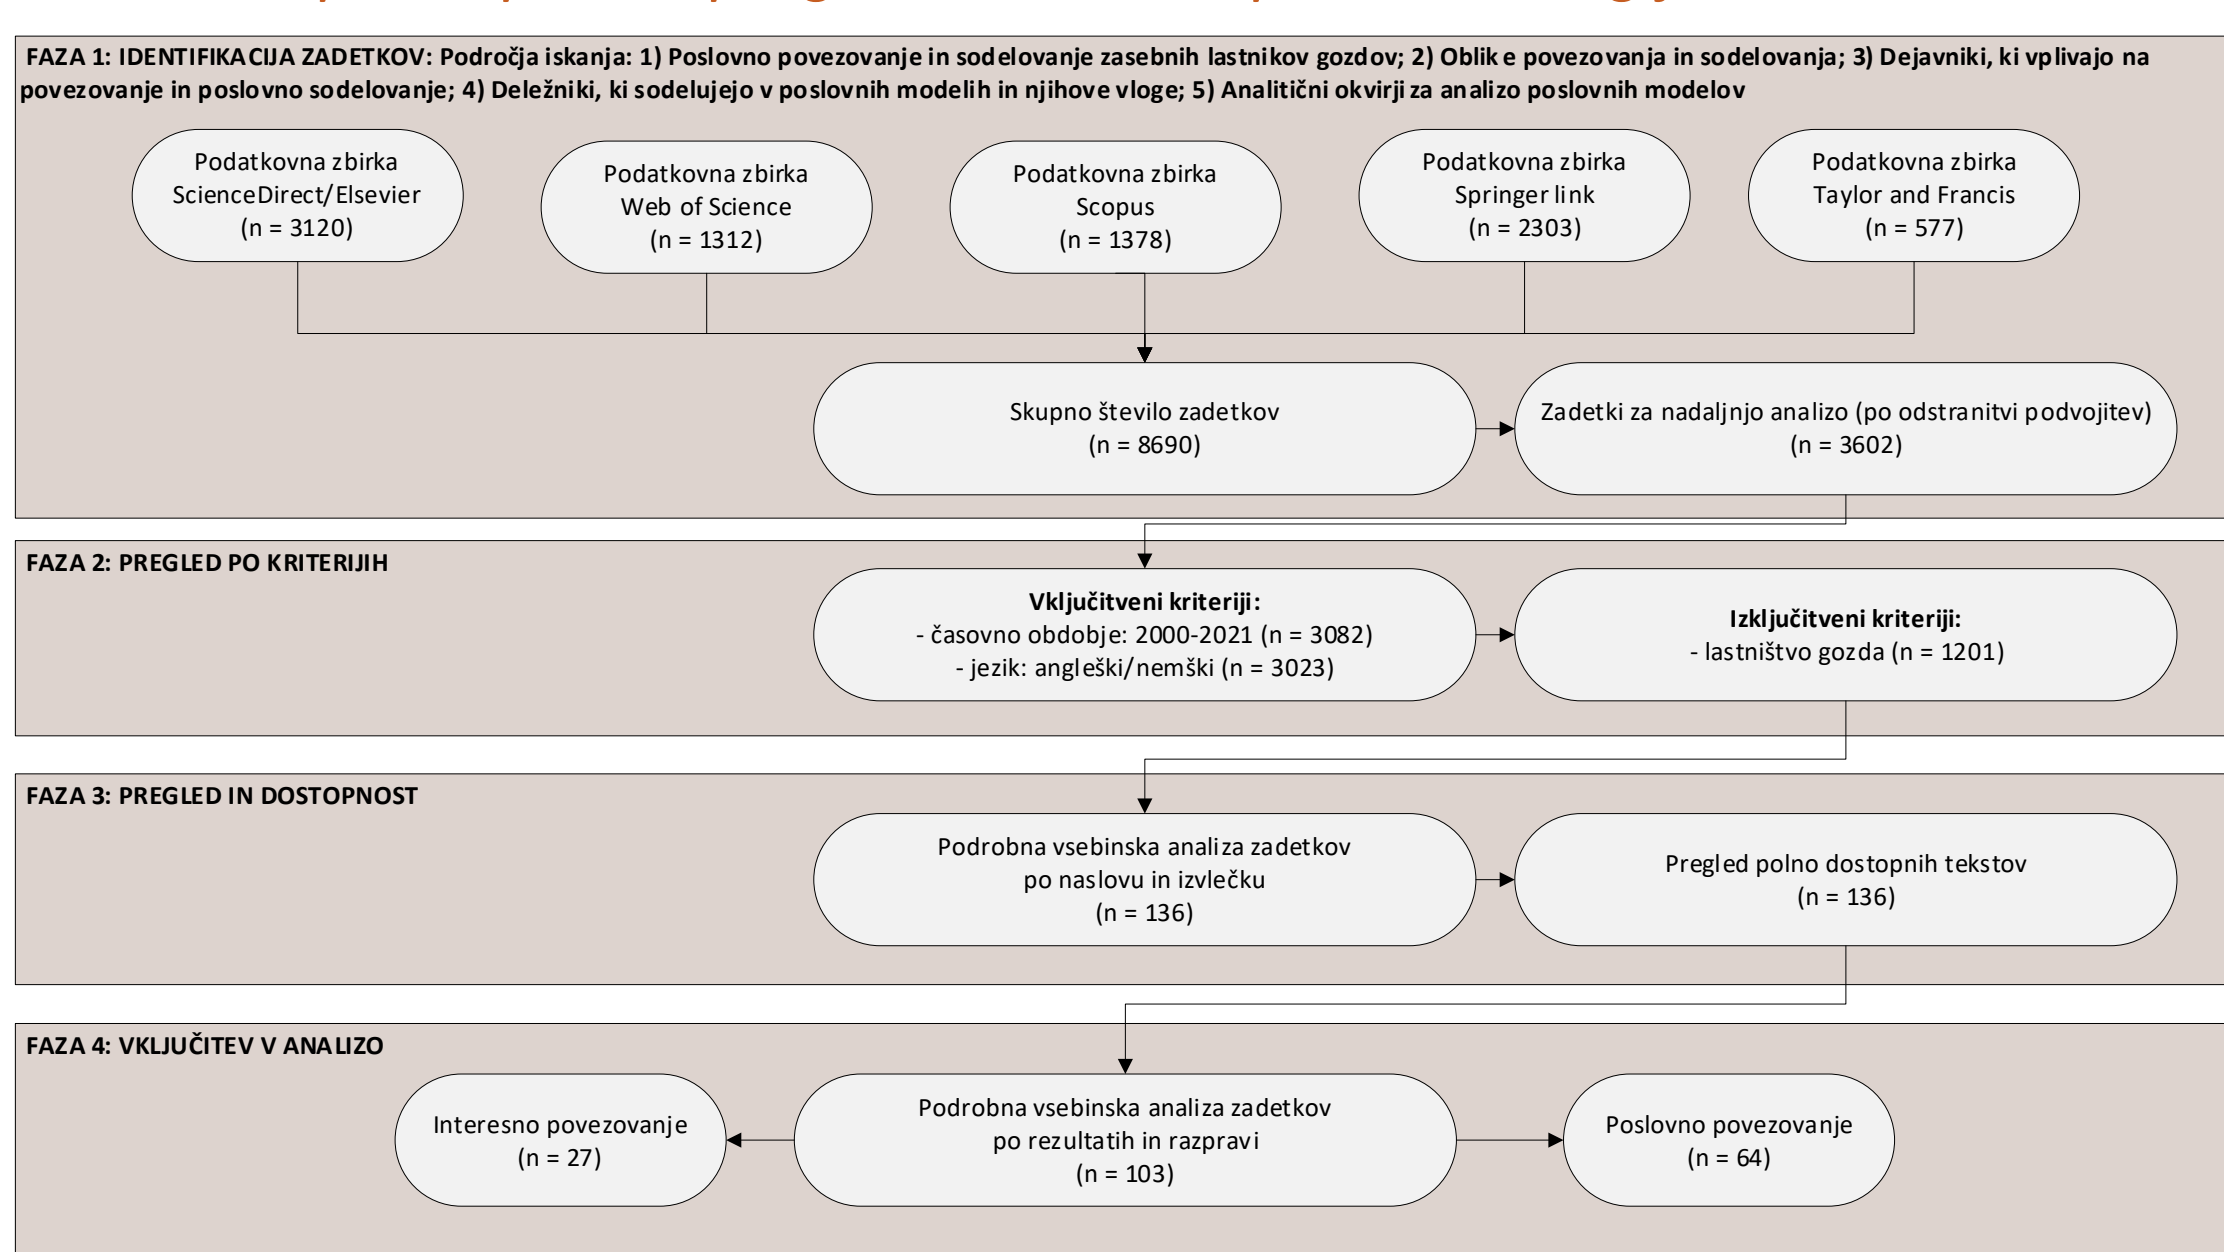 FAZA 1: IDENTIFIKACIJA ZADETKOV: Področja iskanja: 1) Poslovno povezovanje in sodelovanje zasebnih lastnikov gozdov; 2) Oblike povezovanja in sodelovanja; 3) Dejavniki, ki vplivajo na
povezovanje in poslovno sodelovanje; 4) Deležniki, ki sodelujejo v poslovnih modelih in njihove vloge; 5) Analitični okvirji za analizo poslovnih modelov
Podatkovna zbirka
ScienceDirect/Elsevier
(n = 3120)
Podatkovna zbirka
Web of Science
(n = 1312)
Podatkovna zbirka
Scopus
(n = 1378)
Podatkovna zbirka
Springer link
(n = 2303)
Podatkovna zbirka
Taylor and Francis
(n = 577)
Skupno število zadetkov
(n = 8690)
Zadetki za nadaljnjo analizo (po odstranitvi podvojitev)
(n = 3602)
FAZA 2: PREGLED PO KRITERIJIH
Vključitveni kriteriji:
- časovno obdobje: 2000-2021 (n = 3082)
- jezik: angleški/nemški (n = 3023)
Izključitveni kriteriji:
- lastništvo gozda (n = 1201)
FAZA 3: PREGLED IN DOSTOPNOST
Podrobna vsebinska analiza zadetkov
po naslovu in izvlečku
(n = 136)
Pregled polno dostopnih tekstov
(n = 136)
FAZA 4: VKLJUČITEV V ANALIZO
Interesno povezovanje
(n = 27)
Podrobna vsebinska analiza zadetkov
po rezultatih in razpravi
(n = 103)
Poslovno povezovanje
(n = 64)